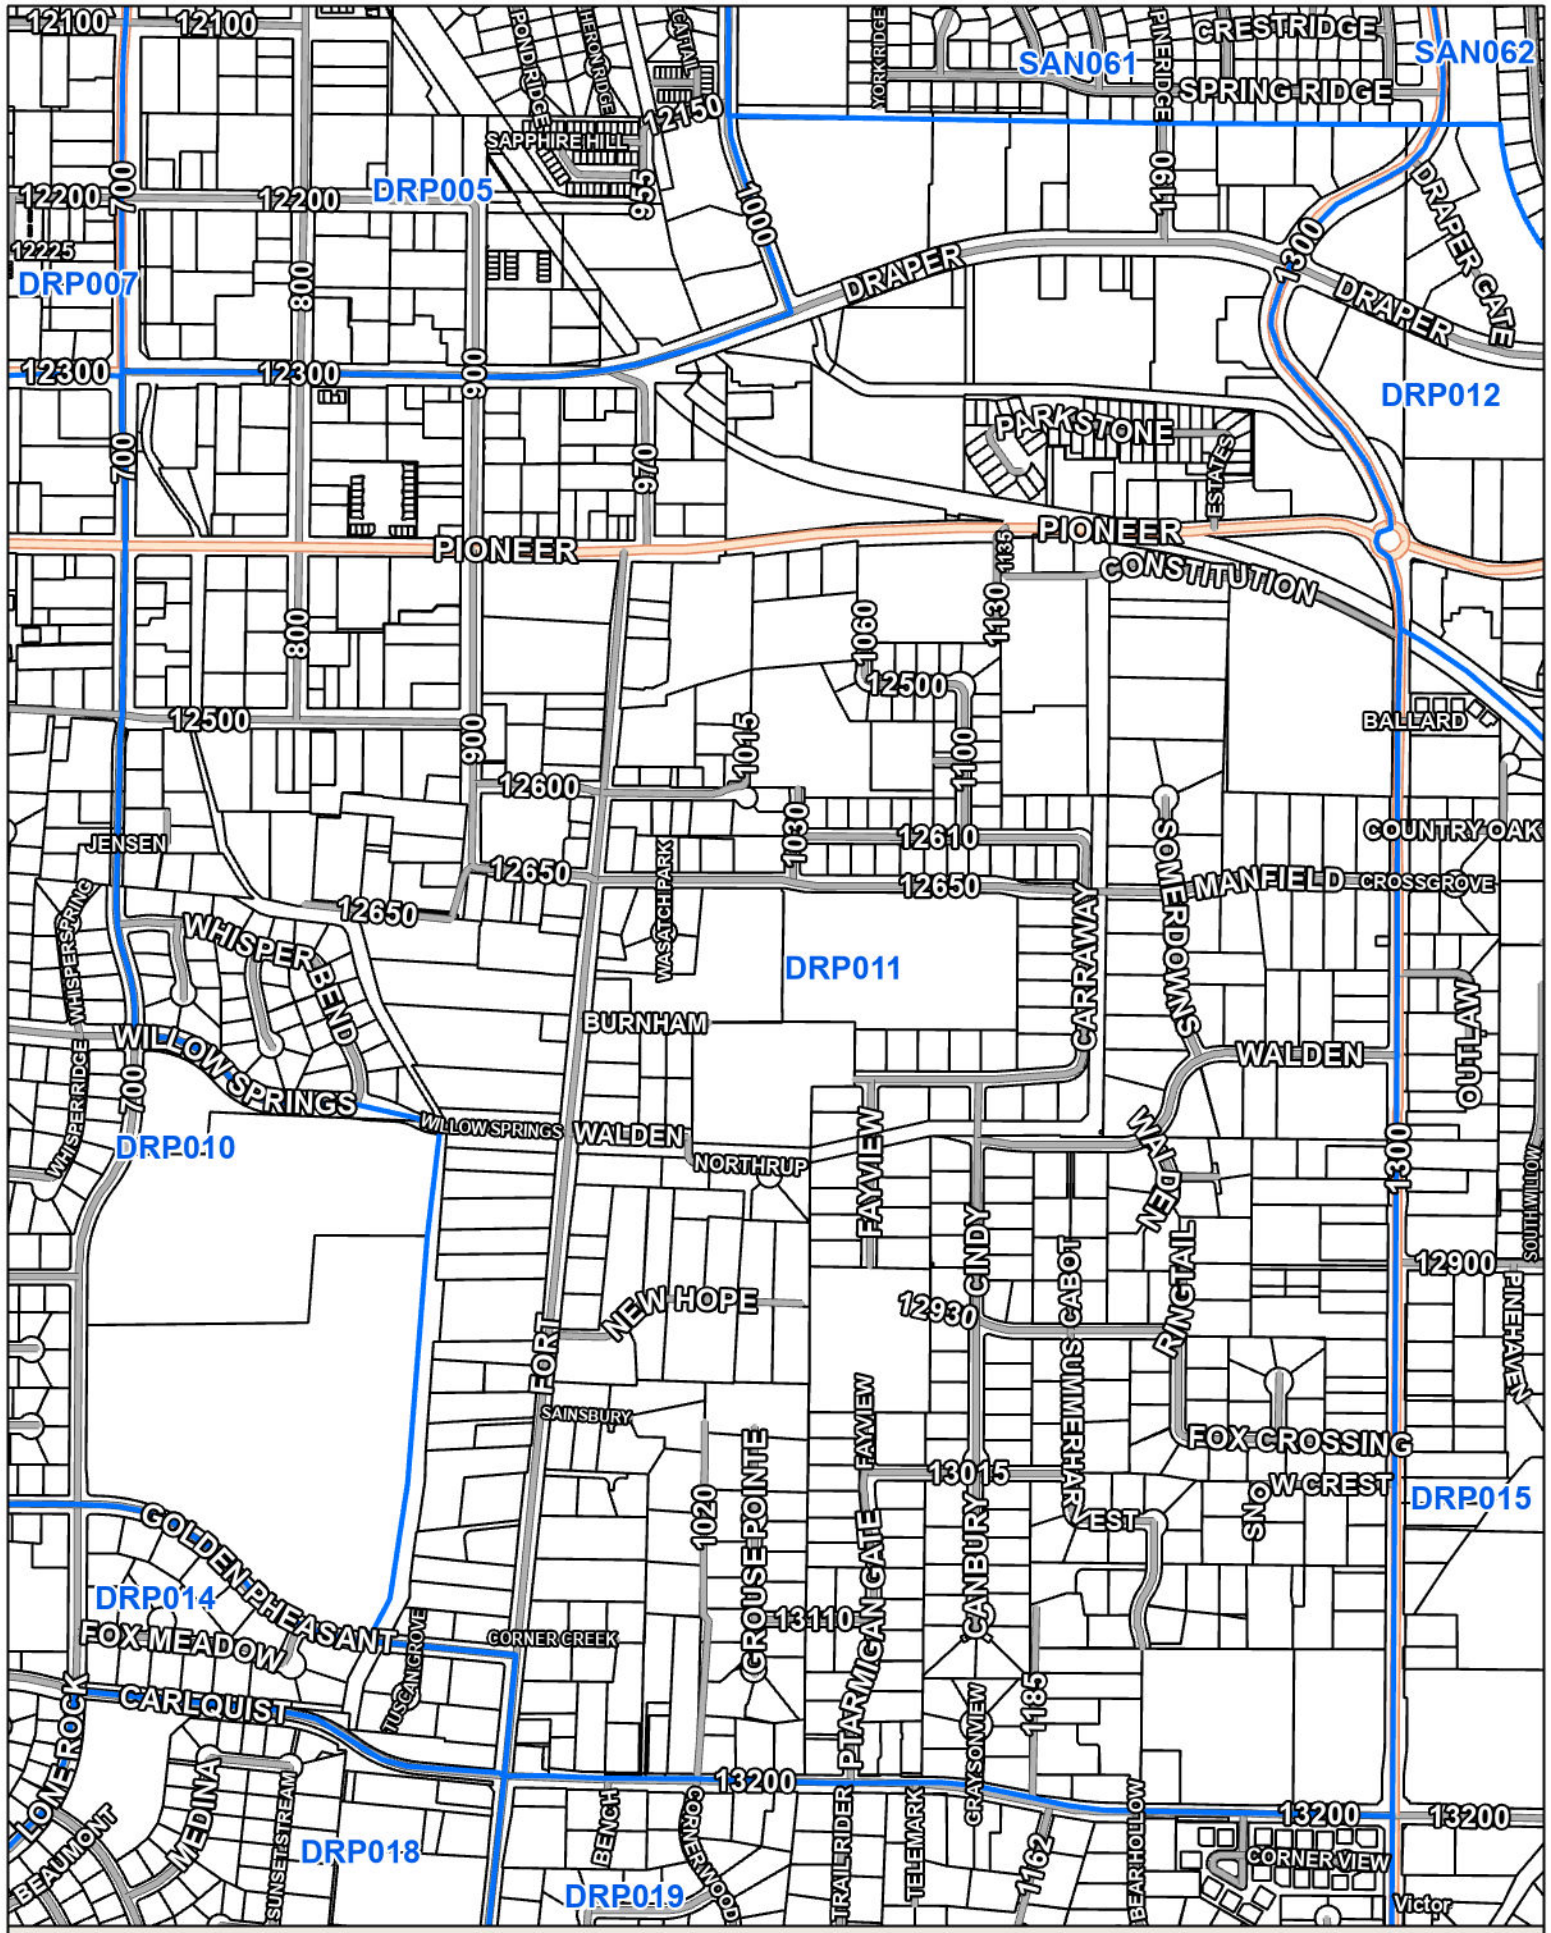 12100
12100
POND RIDGE
HERON RIDGE
CATTAIL
YORK RIDGE
SAN061
PINERIDGE
CRESTRIDGE
SAN062
SPRING RIDGE
12150
SAPPHIRE HILL
955
1000
1190
DRAPER GATE
12200
700
12200
DRP005
12225
DRP007
800
DRAPER
1300
DRAPER
12300
12300
900
DRP012
700
970
PARKSTONE
ESTATES
PIONEER
PIONEER
1135
CONSTITUTION
1130
800
1060
12500
12500
900
1015
1100
BALLARD
12600
JENSEN
1030
12610
SOMERDOWNS
COUNTRY OAK
12650
WASATCH PARK
12650
MANFIELD
CROSSGROVE
12650
CARRAWAY
WHISPERSPRING
WHISPER BEND
DRP011
BURNHAM
OUTLAW
WILLOW SPRINGS
700
WALDEN
WHISPER RIDGE
WILLOW SPRINGS
WALDEN
DRP010
NORTHRUP
FAYVIEW
WALDEN
1300
SOUTH WILLOW
CINDY
CABOT
RINGTAIL
12900
PINEHAVEN
NEW HOPE
12930
FORT
SUMMERHAR
EST
SAINSBURY
FAYVIEW
FOX CROSSING
GROUSE POINTE
13015
SNO
W CREST
DRP015
1020
CANBURY
GOLDEN PHEASANT
PTARMIGAN GATE
DRP014
13110
FOX MEADOW
TUSCAN GROVE
CORNER CREEK
CARLQUIST
1185
GRAYSONVIEW
LONE ROCK
MEDINA
SUNSET STREAM
13200
BENCH
CORNER WOOD
TRAIL RIDER
TELEMARK
1162
BEAR HOLLOW
13200
13200
BEAUMONT
DRP018
CORNER VIEW
DRP019
Victor